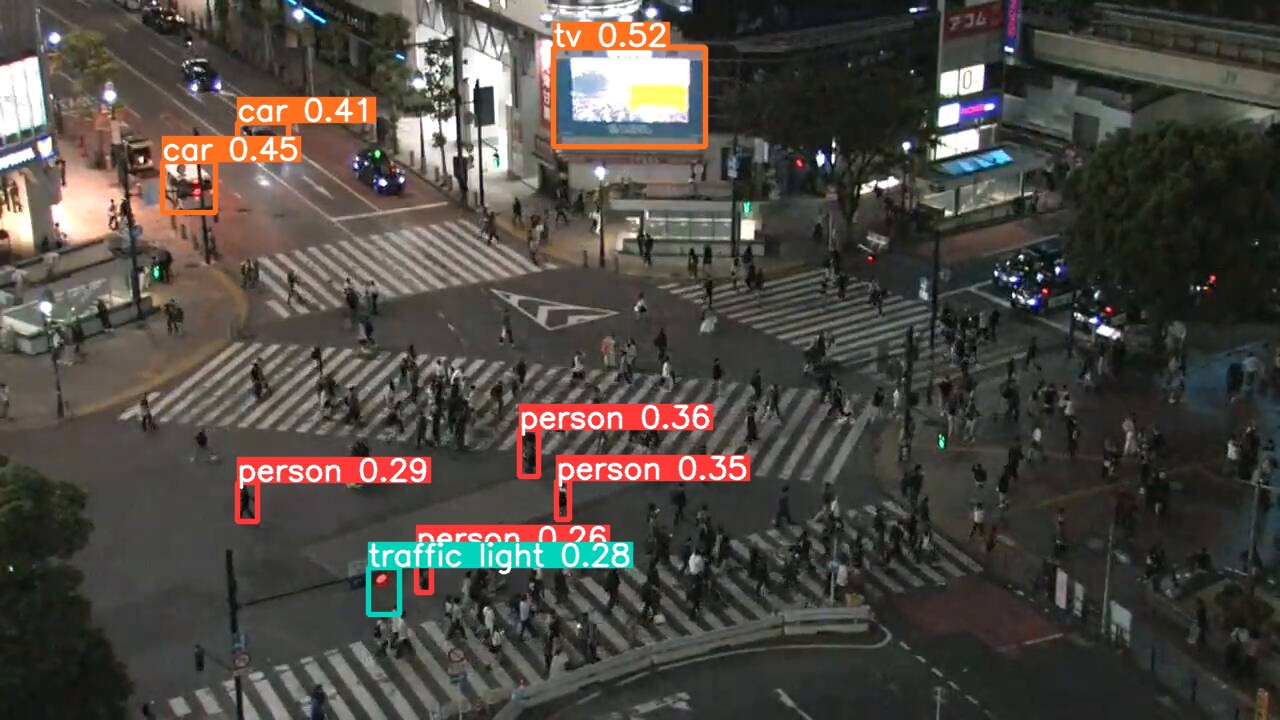 tv 0.52
アコム
car 0.41
car 0.45
person 0.36
person 0.29
person 0.35
person 0.26
traffic light 0.28